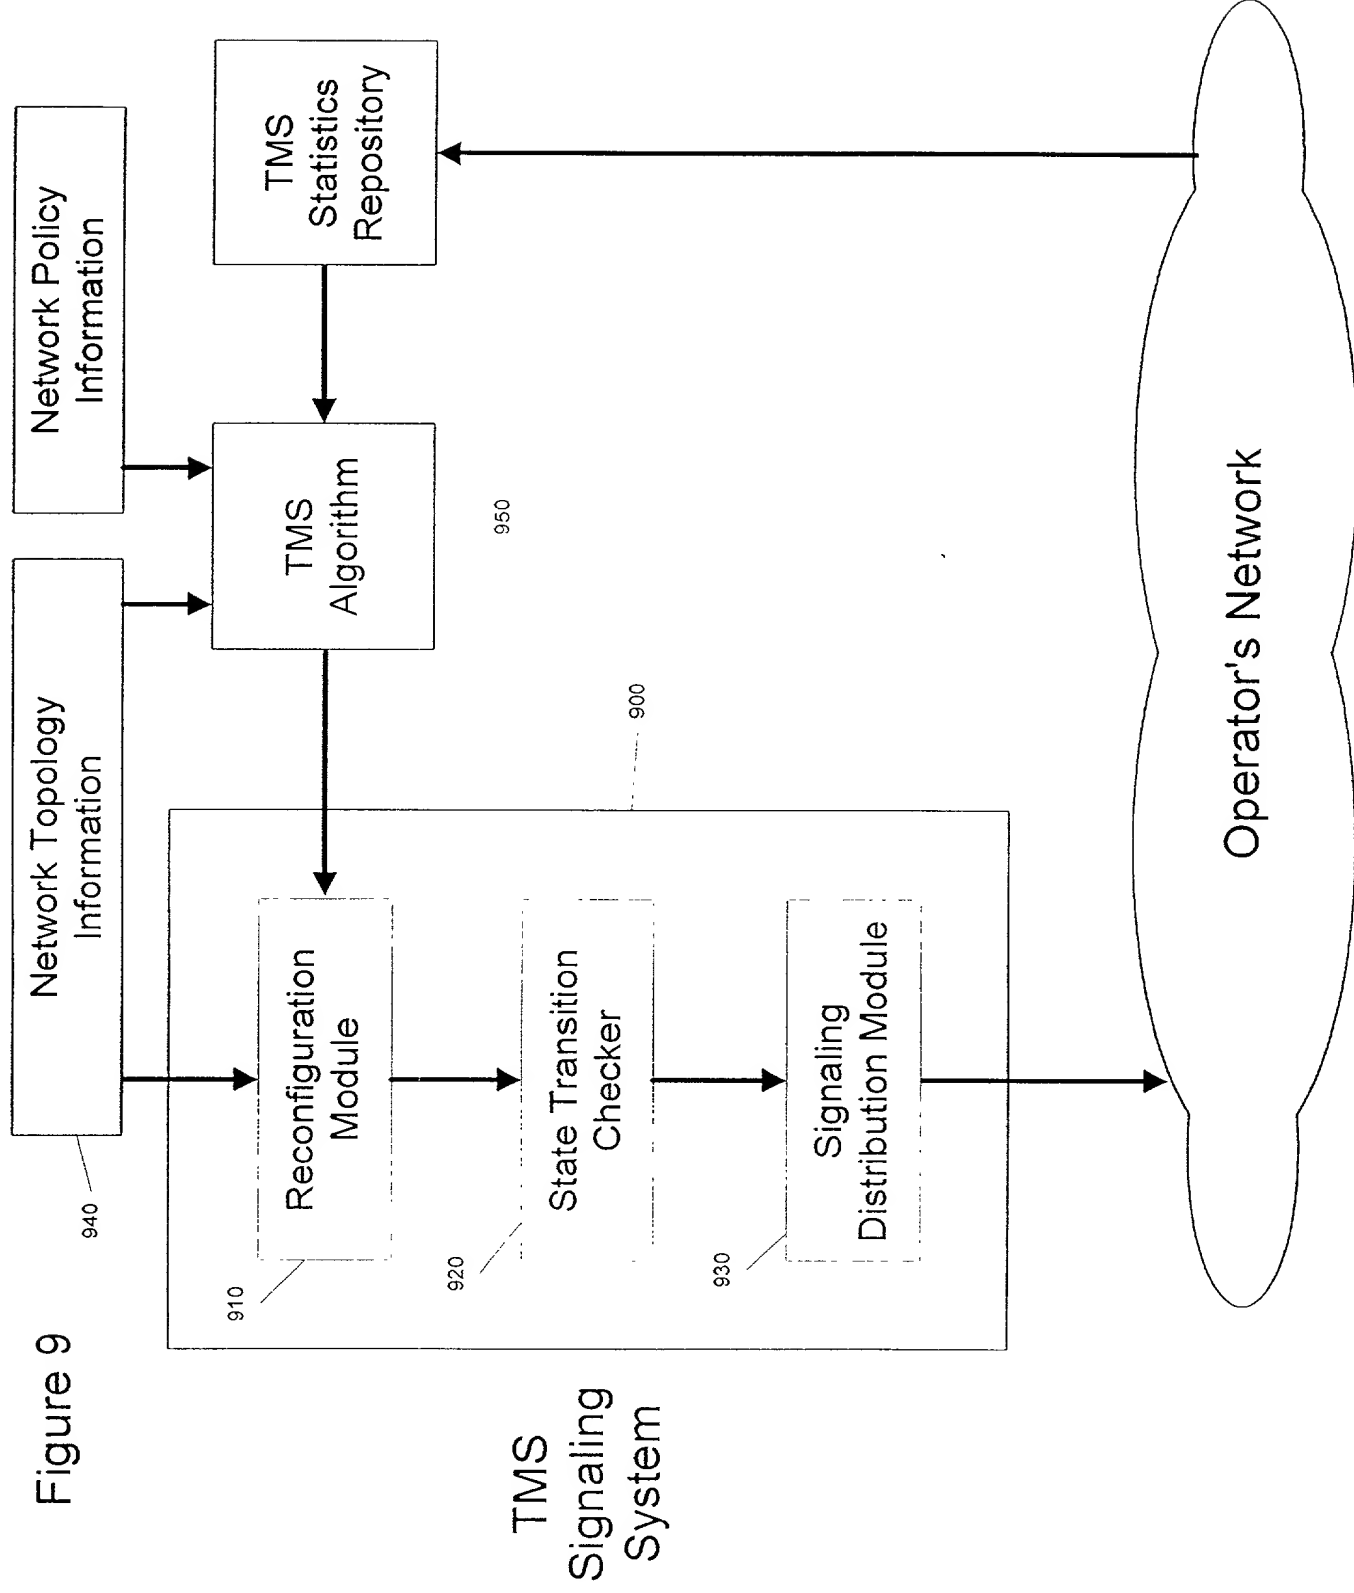 Figure 9
940
Network Topology
Information
Network Policy
Information
910
Reconfiguration
Module
TMS
Algorithm
950
TMS
Statistics
Repository
900
920
State Transition
Checker
930
Signaling
Distribution Module
TMS
Signaling
System
Operator's Network